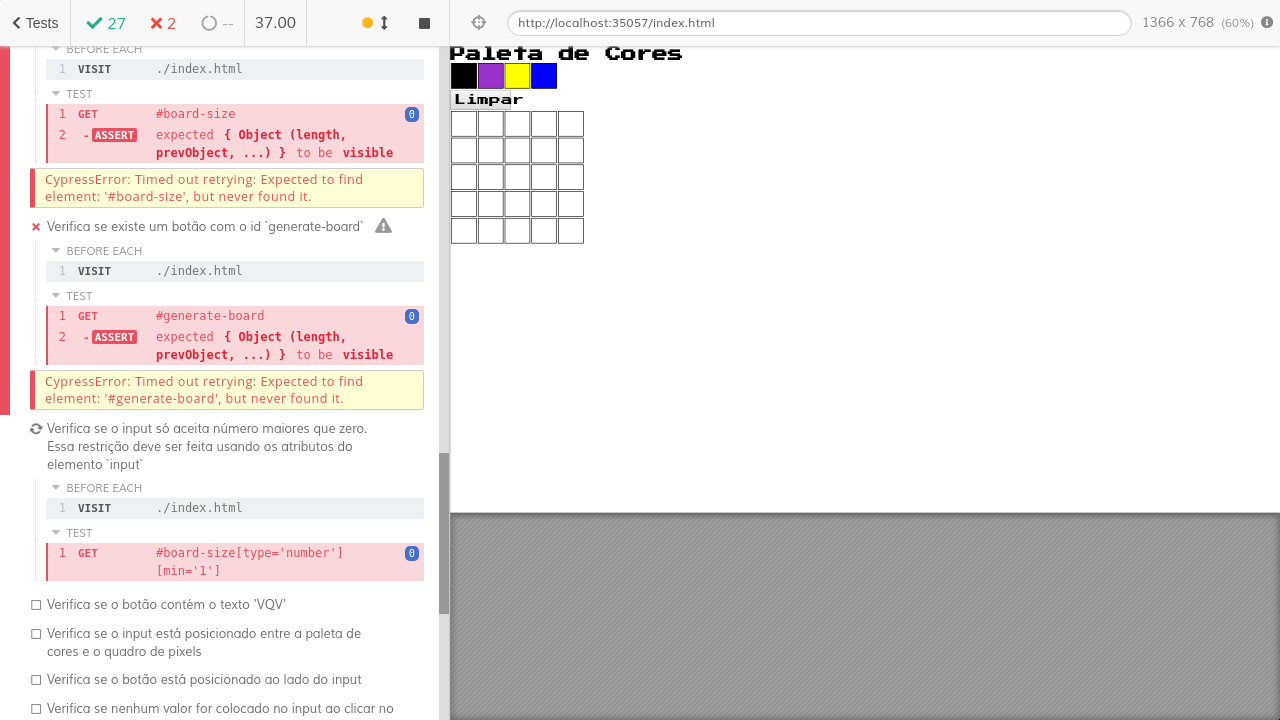 Tests
27
2
--
37.00
http://localhost:35057/index.html
1366 x 768 (60%)
BEFORE EACH
1 VISIT ./index.html
TEST
1 GET #board-size 0
2 -ASSERT expected { Object (length,
prevObject, ...) } to be visible
CypressError: Timed out retrying: Expected to find
element: '#board-size', but never found it.
Verifica se existe um botão com o id `generate-board`
BEFORE EACH
1 VISIT ./index.html
TEST
1 GET #generate-board 0
2 -ASSERT expected { Object (length,
prevObject, ...) } to be visible
CypressError: Timed out retrying: Expected to find
element: '#generate-board', but never found it.
Verifica se o input só aceita número maiores que zero.
Essa restrição deve ser feita usando os atributos do
elemento `input`
BEFORE EACH
1 VISIT ./index.html
TEST
1 GET #board-size[type='number'] 0
[min='1']
Verifica se o botão contém o texto 'VQV'
Verifica se o input está posicionado entre a paleta de
cores e o quadro de pixels
Verifica se o botão está posicionado ao lado do input
Verifica se nenhum valor for colocado no input ao clicar no
Paleta de Cores
Limpar